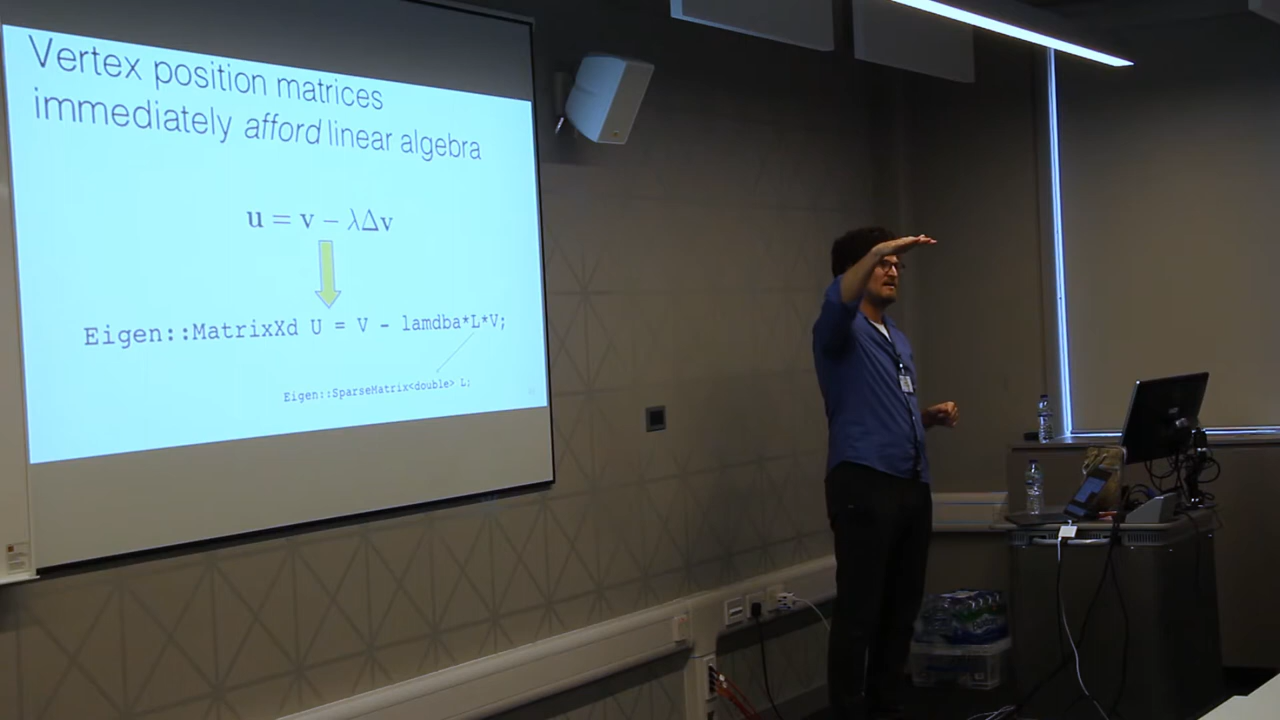 Vertex position matrices
immediately afford linear algebra
u = v − λΔv
Eigen::MatrixXd U = V - lamdba*L*V;
Eigen::SparseMatrix<double> L;